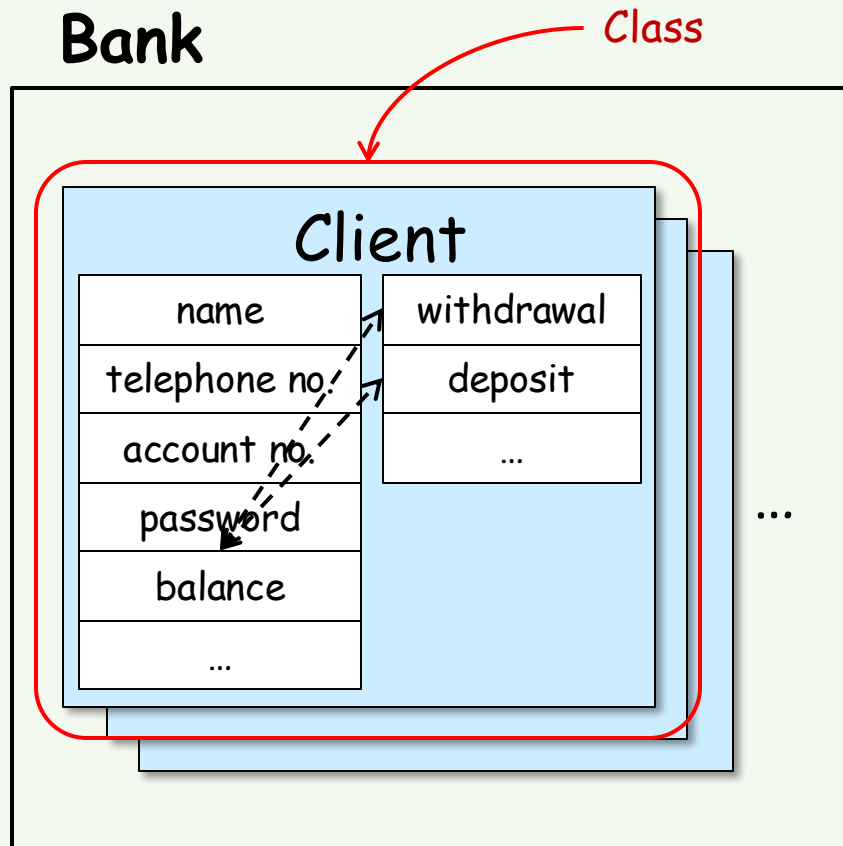 Bank
Class
Client
name
telephone no.
account no.
password
balance
...
withdrawal
deposit
...
...